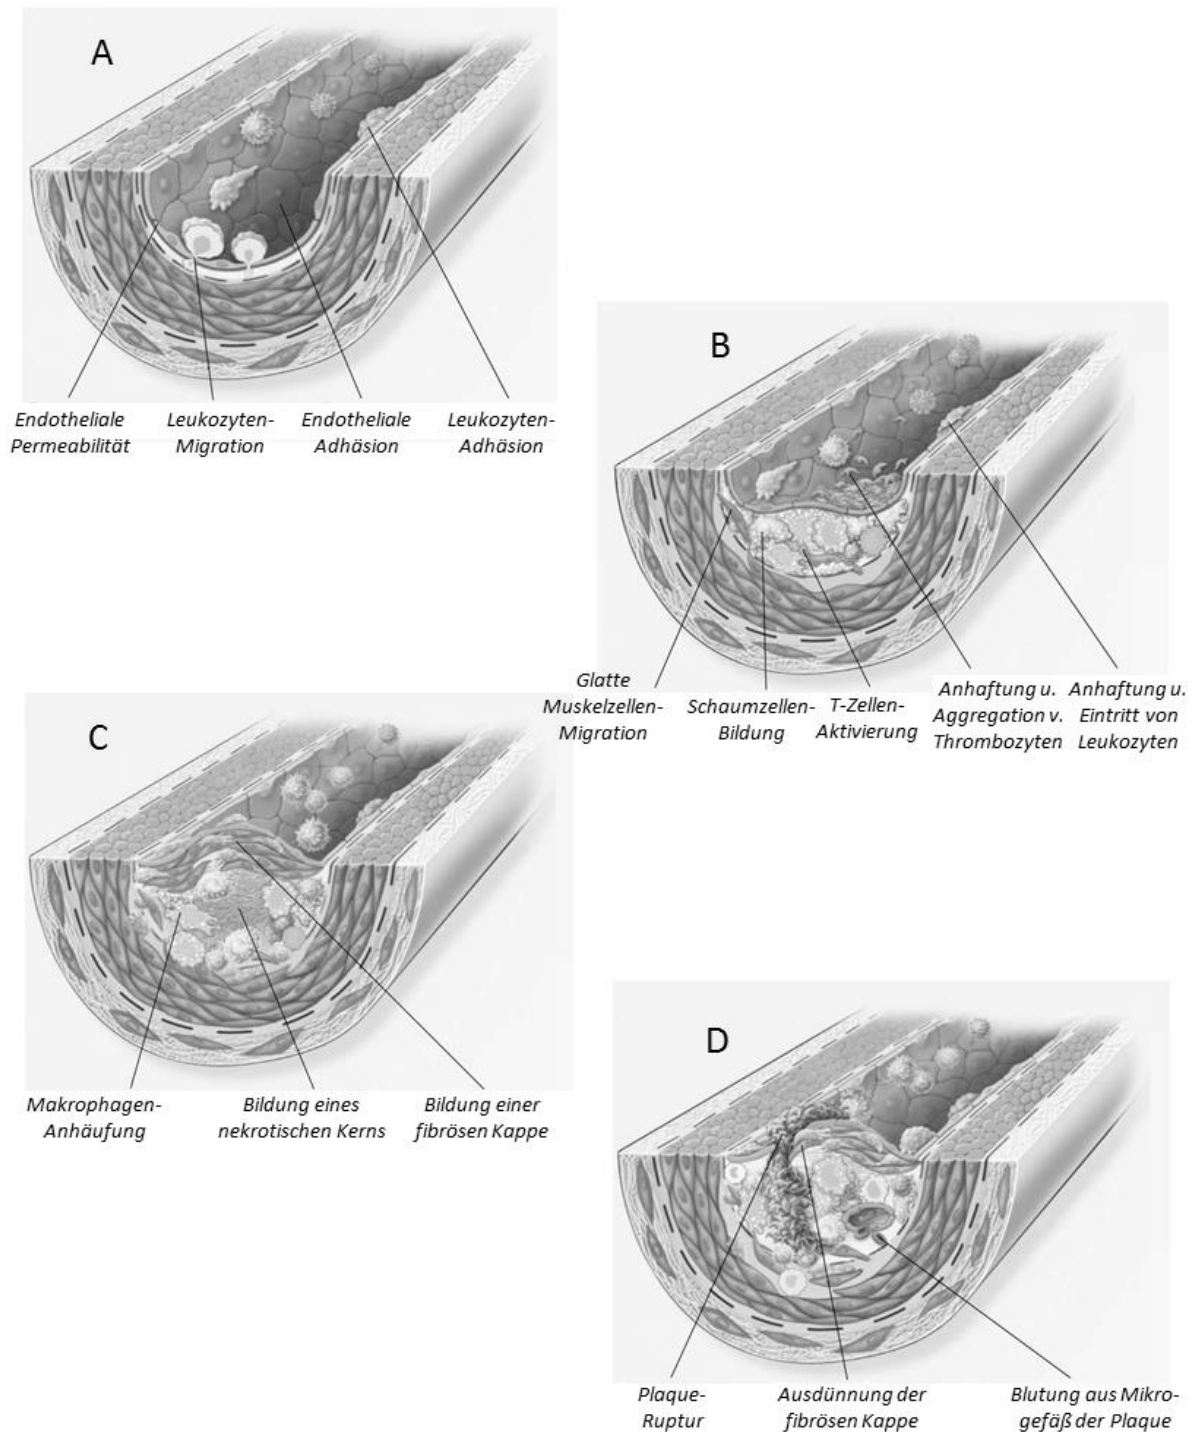 A
Endotheliale
Permeabilität
Leukozyten-
Migration
Endotheliale
Adhäsion
Leukozyten-
Adhäsion
B
Glatte
Muskelzellen-
Migration
Schaumzellen-
Bildung
T-Zellen-
Aktivierung
Anhaftung u.
Aggregation v.
Thrombozyten
Anhaftung u.
Eintritt von
Leukozyten
C
Makrophagen-
Anhäufung
Bildung eines
nekrotischen Kerns
Bildung einer
fibrösen Kappe
D
Plaque-
Ruptur
Ausdünnung der
fibrösen Kappe
Blutung aus Mikro-
gefäß der Plaque